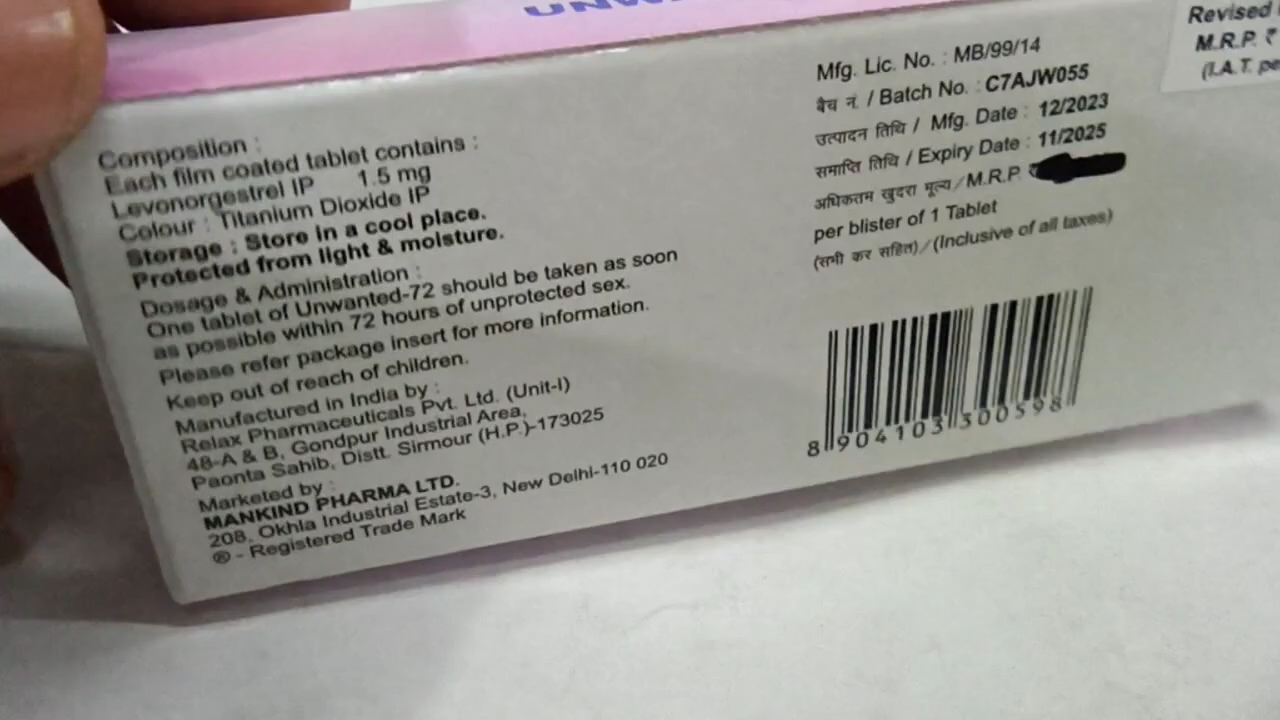 Composition :
Each film coated tablet contains :
Levonorgestrel IP 1.5 mg
Colour : Titanium Dioxide IP
Storage : Store in a cool place.
Protected from light & moisture.
Dosage & Administration :
One tablet of Unwanted-72 should be taken as soon
as possible within 72 hours of unprotected sex.
Please refer package insert for more information.
Keep out of reach of children.
Manufactured in India by :
Relax Pharmaceuticals Pvt. Ltd. (Unit-I)
48-A & B, Gondpur Industrial Area,
Paonta Sahib, Distt. Sirmour (H.P.)-173025
Marketed by :
MANKIND PHARMA LTD.
208, Okhla Industrial Estate-3, New Delhi-110 020
® - Registered Trade Mark
Mfg. Lic. No. : MB/99/14
बैच नं. / Batch No. : C7AJW055
उत्पादन तिथि / Mfg. Date : 12/2023
समाप्ति तिथि / Expiry Date : 11/2025
अधिकतम खुदरा मूल्य / M.R.P. ₹
per blister of 1 Tablet
(सभी कर सहित) / (Inclusive of all taxes)
8 904103 300598
Revised
M.R.P. ₹
(I.A.T. pe